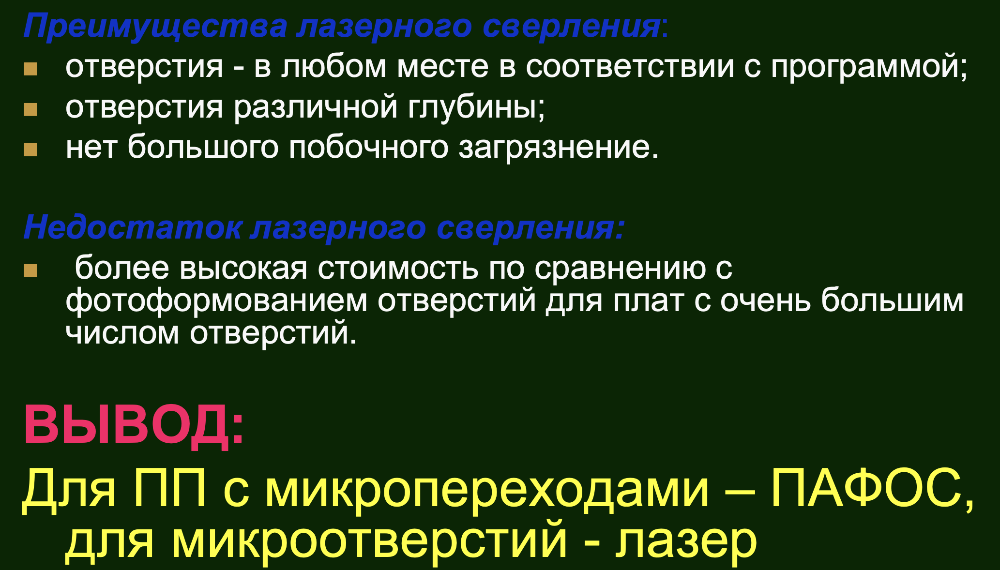 Преимущества лазерного сверления:
отверстия - в любом месте в соответствии с программой;
отверстия различной глубины;
нет большого побочного загрязнение.
Недостаток лазерного сверления:
более высокая стоимость по сравнению с
фотоформованием отверстий для плат с очень большим
числом отверстий.
ВЫВОД:
Для ПП с микропереходами – ПАФОС,
для микроотверстий - лазер